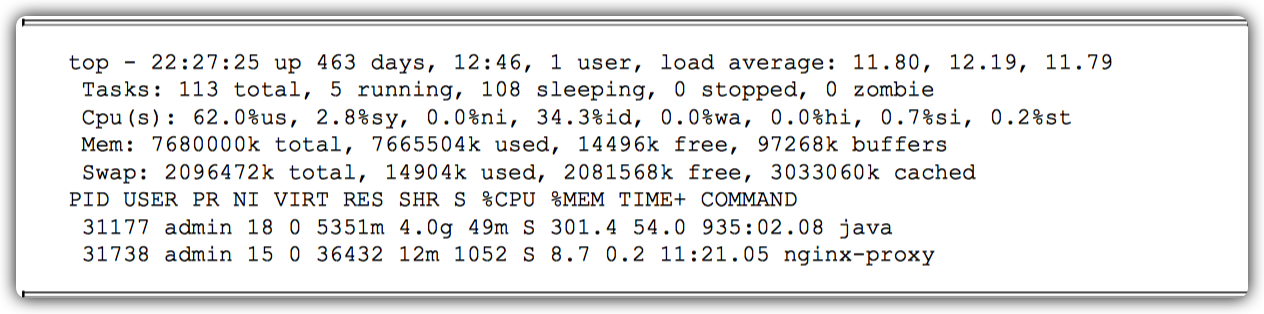 top - 22:27:25 up 463 days, 12:46, 1 user, load average: 11.80, 12.19, 11.79
Tasks: 113 total, 5 running, 108 sleeping, 0 stopped, 0 zombie
Cpu(s): 62.0%us, 2.8%sy, 0.0%ni, 34.3%id, 0.0%wa, 0.0%hi, 0.7%si, 0.2%st
Mem: 7680000k total, 7665504k used, 14496k free, 97268k buffers
Swap: 2096472k total, 14904k used, 2081568k free, 3033060k cached
PID USER PR NI VIRT RES SHR S %CPU %MEM TIME+ COMMAND
31177 admin 18 0 5351m 4.0g 49m S 301.4 54.0 935:02.08 java
31738 admin 15 0 36432 12m 1052 S 8.7 0.2 11:21.05 nginx-proxy